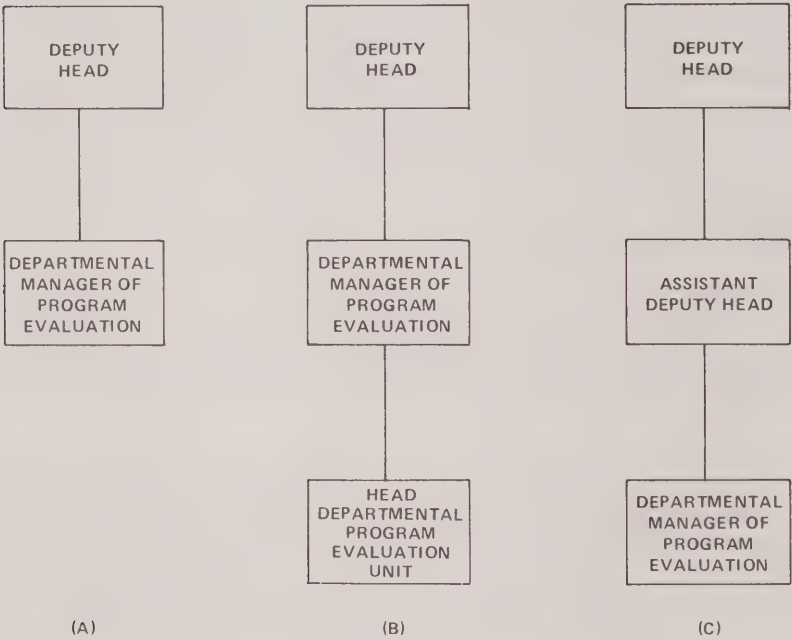 DEPUTY
HEAD
DEPARTMENTAL
MANAGER OF
PROGRAM
EVALUATION
(A)
DEPUTY
HEAD
DEPARTMENTAL
MANAGER OF
PROGRAM
EVALUATION
HEAD
DEPARTMENTAL
PROGRAM
EVALUATION
UNIT
(B)
DEPUTY
HEAD
ASSISTANT
DEPUTY HEAD
DEPARTMENTAL
MANAGER OF
PROGRAM
EVALUATION
(C)